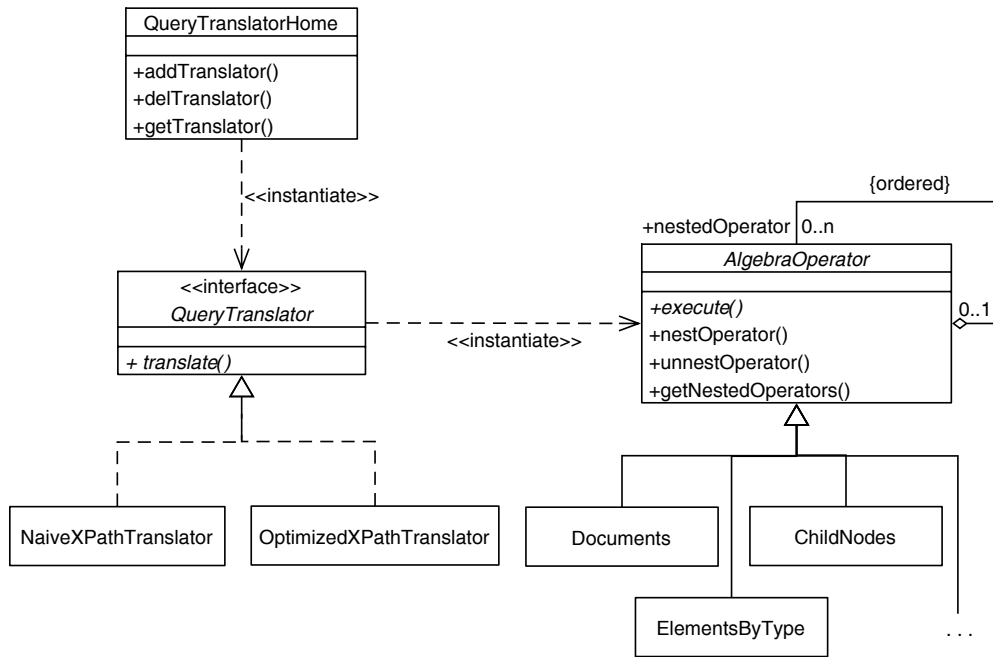 QueryTranslatorHome
+addTranslator()
+delTranslator()
+getTranslator()
<<instantiate>>
{ordered}
+nestedOperator 0..n
<<interface>>
QueryTranslator
+ translate()
<<instantiate>>
AlgebraOperator
+execute()
+nestOperator()
+unnestOperator()
+getNestedOperators()
0..1
NaiveXPathTranslator
OptimizedXPathTranslator
Documents
ChildNodes
ElementsByType
. . .